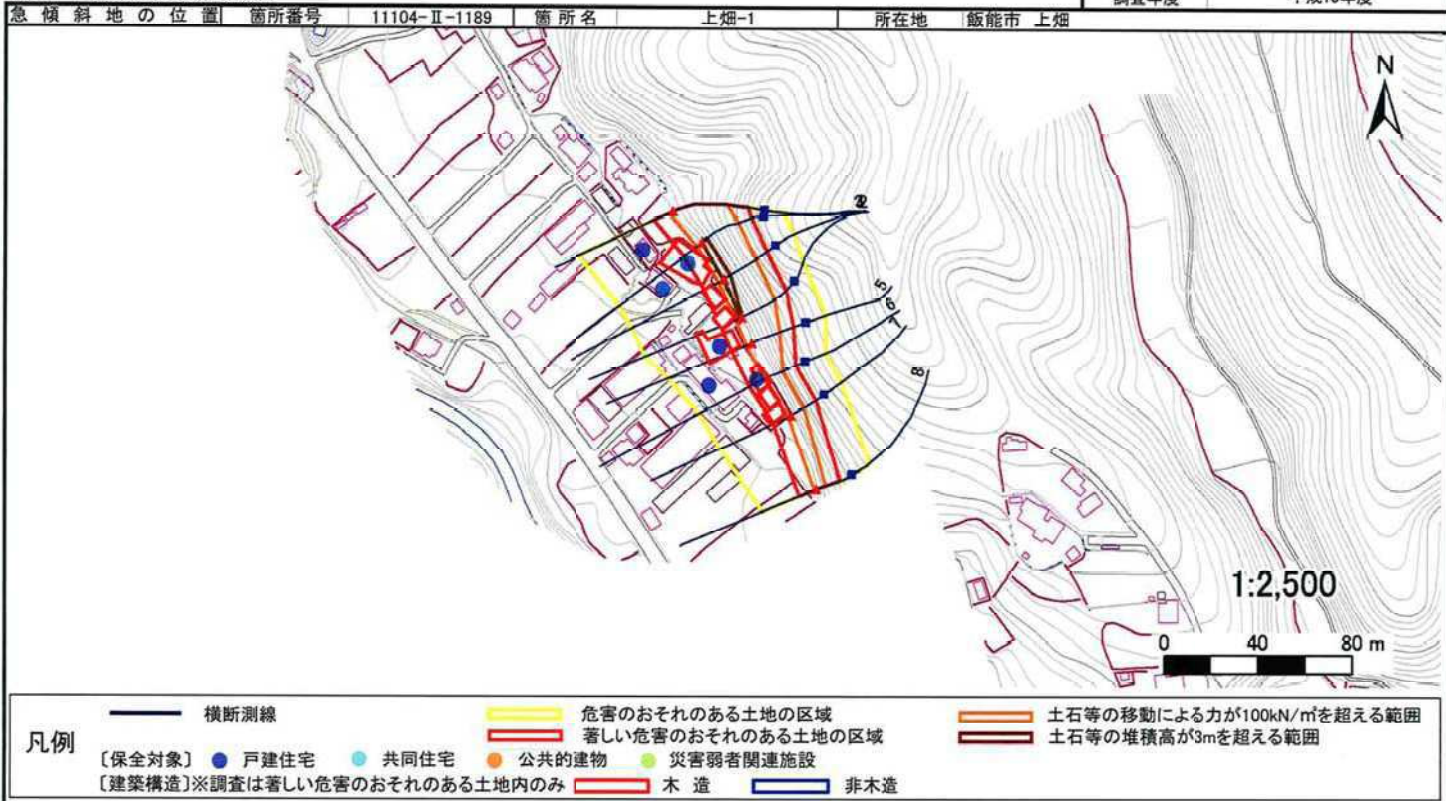 急傾斜地の位置 箇所番号 11104-Ⅱ-1189 箇所名 上畑-1 所在地 飯能市 上畑
N
2
5
6
7
8
1:2,500
0 40 80 m
凡例
横断測線 危害のおそれのある土地の区域 土石等の移動による力が100kN/㎡を超える範囲
著しい危害のおそれのある土地の区域 土石等の堆積高が3mを超える範囲
〔保全対象〕 戸建住宅 共同住宅 公共的建物 災害弱者関連施設
〔建築構造〕※調査は著しい危害のおそれのある土地内のみ 木造 非木造